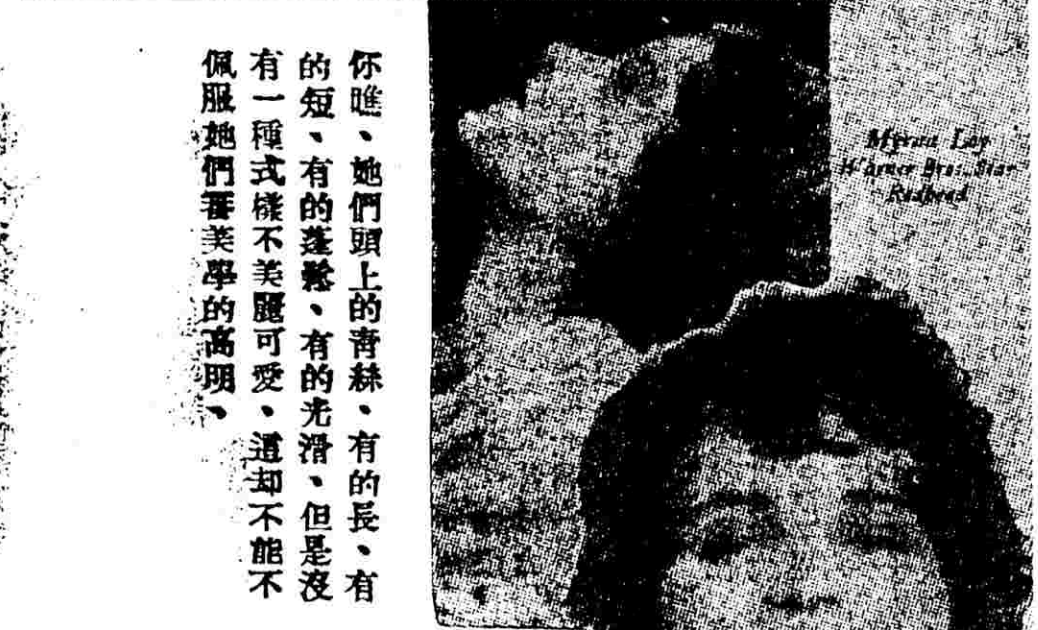 你瞧、她們頭上的青絲、有的長、有
的短、有的蓬鬆、有的光滑、但是沒
有一種式樣不美麗可愛、這却不能不
佩服她們審美學的高明、
Myrna Loy
Warner Bros. Star
Redhead